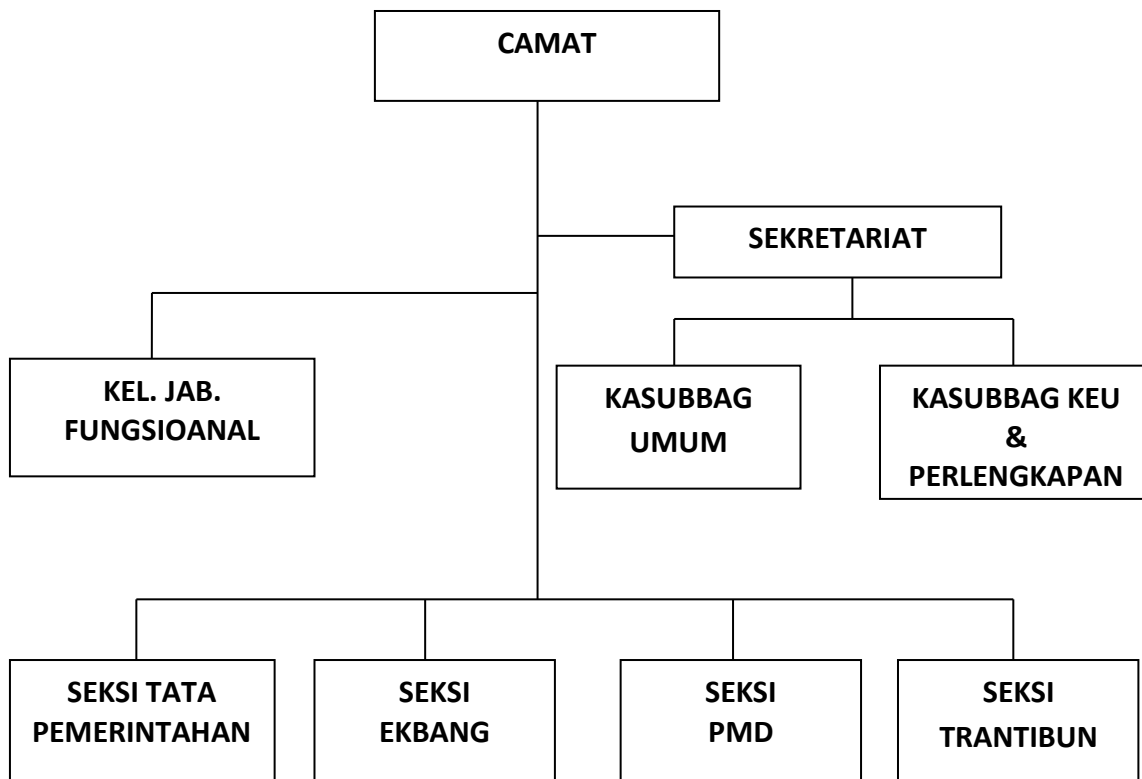 CAMAT
SEKRETARIAT
KEL. JAB.
FUNGSIOANAL
KASUBBAG
UMUM
KASUBBAG KEU
&
PERLENGKAPAN
SEKSI TATA
PEMERINTAHAN
SEKSI
EKBANG
SEKSI
PMD
SEKSI
TRANTIBUN